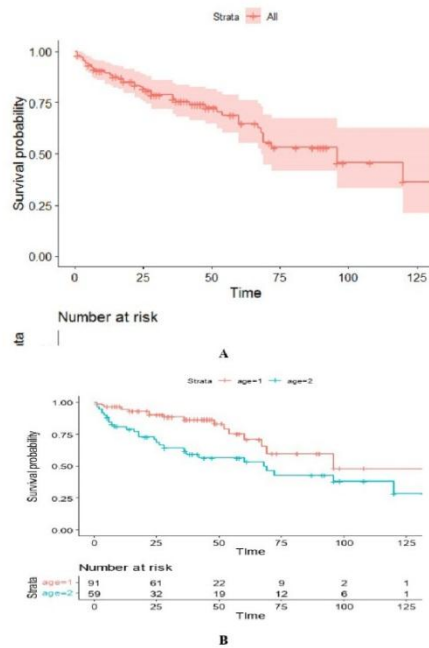 Strata All
1.00
0.75
0.50
0.25
0.00
Survival probability
0 25 50 75 100 125
Time
Number at risk
ata
A
Strata age=1 age=2
1.00
0.75
0.50
0.25
0.00
Survival probability
0 25 50 75 100 125
Time
Number at risk
Strata
age=1 91 61 22 9 2 1
age=2 59 32 19 12 6 1
0 25 50 75 100 125
Time
B